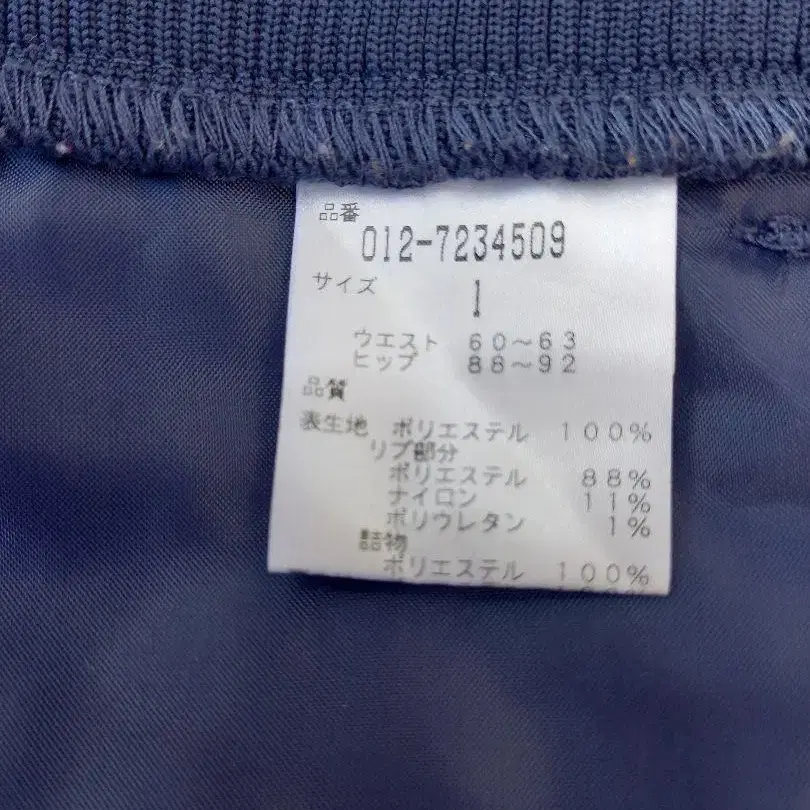 品番
012-7234509
サイズ 1
ウエスト 60～63
ヒップ 88～92
品質
表生地 ポリエステル 100%
リブ部分
ポリエステル 88%
ナイロン 11%
ポリウレタン 1%
詰物
ポリエステル 100%